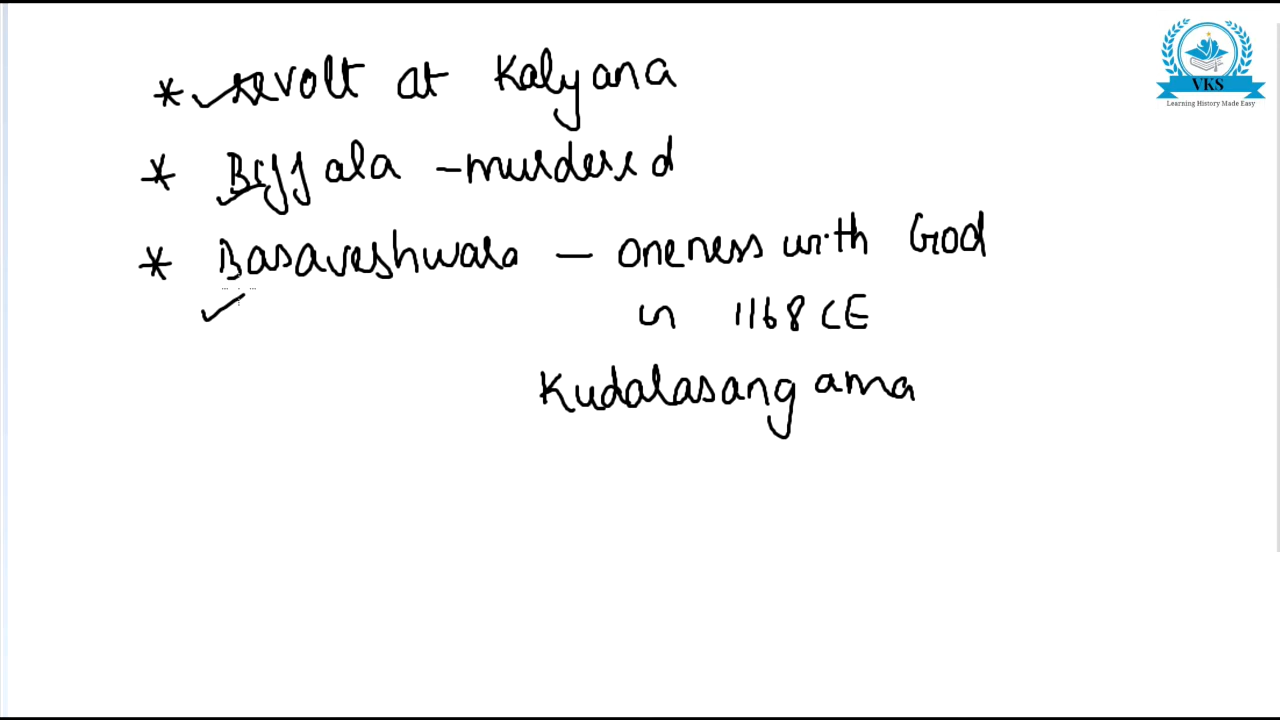 * revolt at Kalyana
* Bijjala - murdered
* Basaveshwara - oneness with God
in 1168 CE
Kudalasangama
VKS
Learning History Made Easy